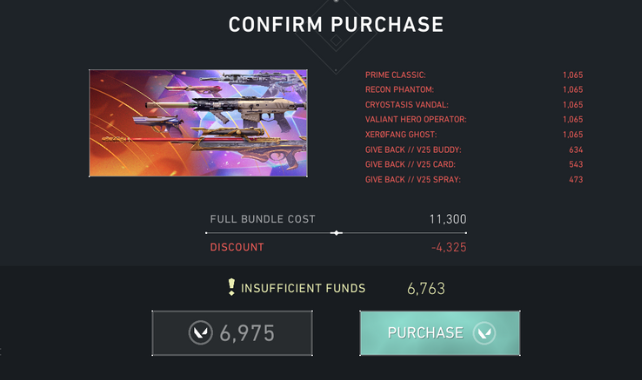 CONFIRM PURCHASE
PRIME CLASSIC: 1,065
RECON PHANTOM: 1,065
CRYOSTASIS VANDAL: 1,065
VALIANT HERO OPERATOR: 1,065
XERØFANG GHOST: 1,065
GIVE BACK // V25 BUDDY: 634
GIVE BACK // V25 CARD: 543
GIVE BACK // V25 SPRAY: 473
FULL BUNDLE COST 11,300
DISCOUNT -4,325
INSUFFICIENT FUNDS 6,763
6,975 PURCHASE